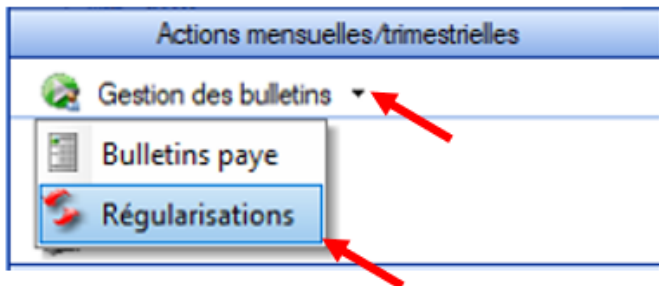 Actions mensuelles/trimestrielles
Gestion des bulletins
Bulletins paye
Régularisations